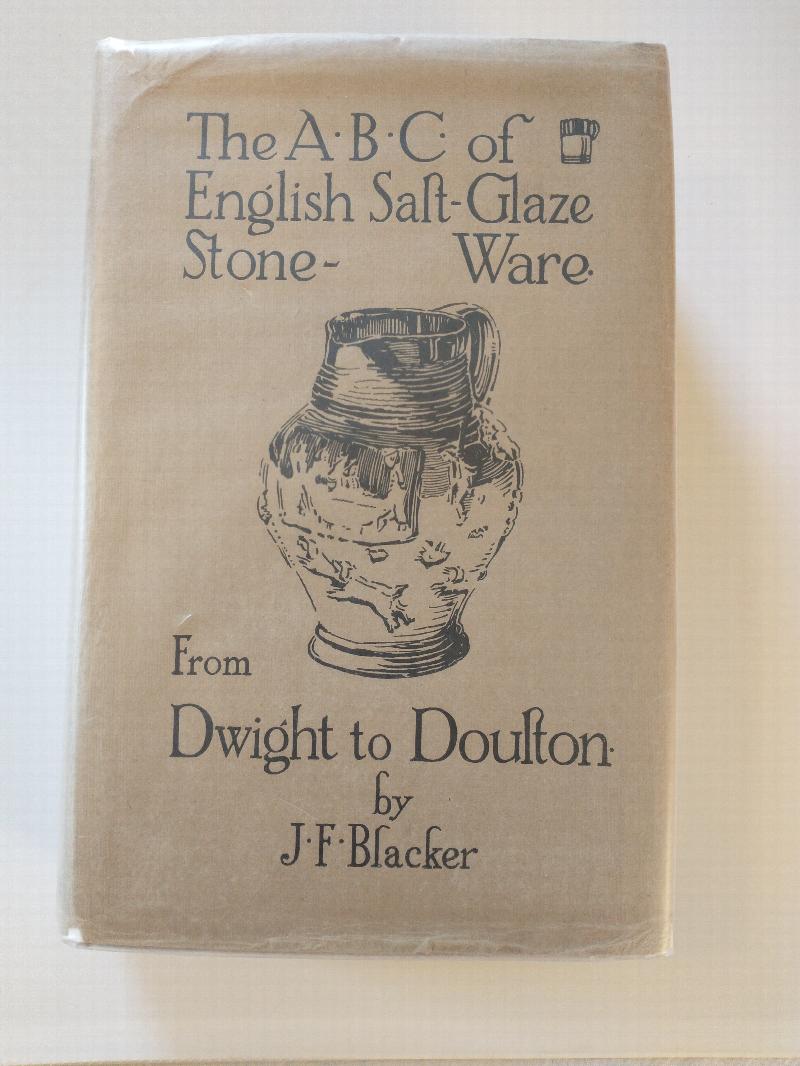 The A·B·C· of
English Salt-Glaze
Stone- Ware·
From
Dwight to Doulton·
by
J·F·Blacker